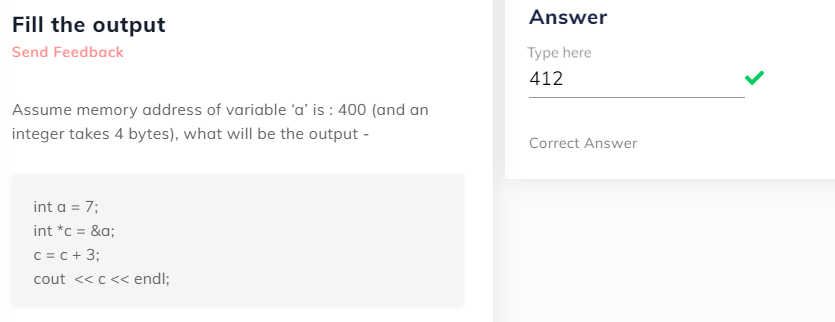 Fill the output
Send Feedback
Assume memory address of variable ‘a’ is : 400 (and an
integer takes 4 bytes), what will be the output -
int a = 7;
int *c = &a;
c = c + 3;
cout  << c << endl;
Answer
Type here
412
Correct Answer